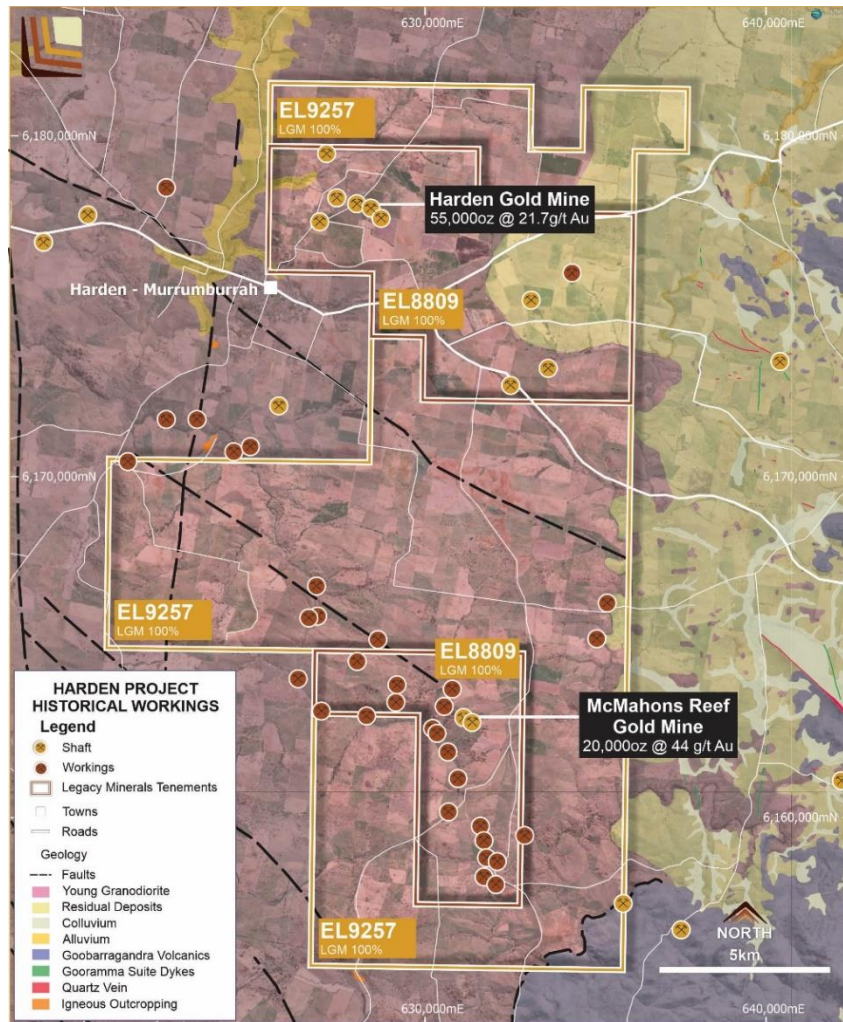 630,000mE
640,000mE
EL9257
LGM 100%
6,180,000mN
6,180,000mN
Harden Gold Mine
55,000oz @ 21.7g/t Au
Harden - Murrumburrah
EL8809
LGM 100%
6,170,000mN
6,170,000mN
EL9257
LGM 100%
EL8809
LGM 100%
McMahons Reef
Gold Mine
20,000oz @ 44 g/t Au
HARDEN PROJECT
HISTORICAL WORKINGS
Legend
Shaft
Workings
Legacy Minerals Tenements
Towns
Roads
Geology
Faults
Young Granodiorite
Residual Deposits
Colluvium
Alluvium
Goobarragandra Volcanics
Gooramma Suite Dykes
Quartz Vein
Igneous Outcropping
6,160,000mN
EL9257
LGM 100%
NORTH
5km
630,000mE
640,000mE